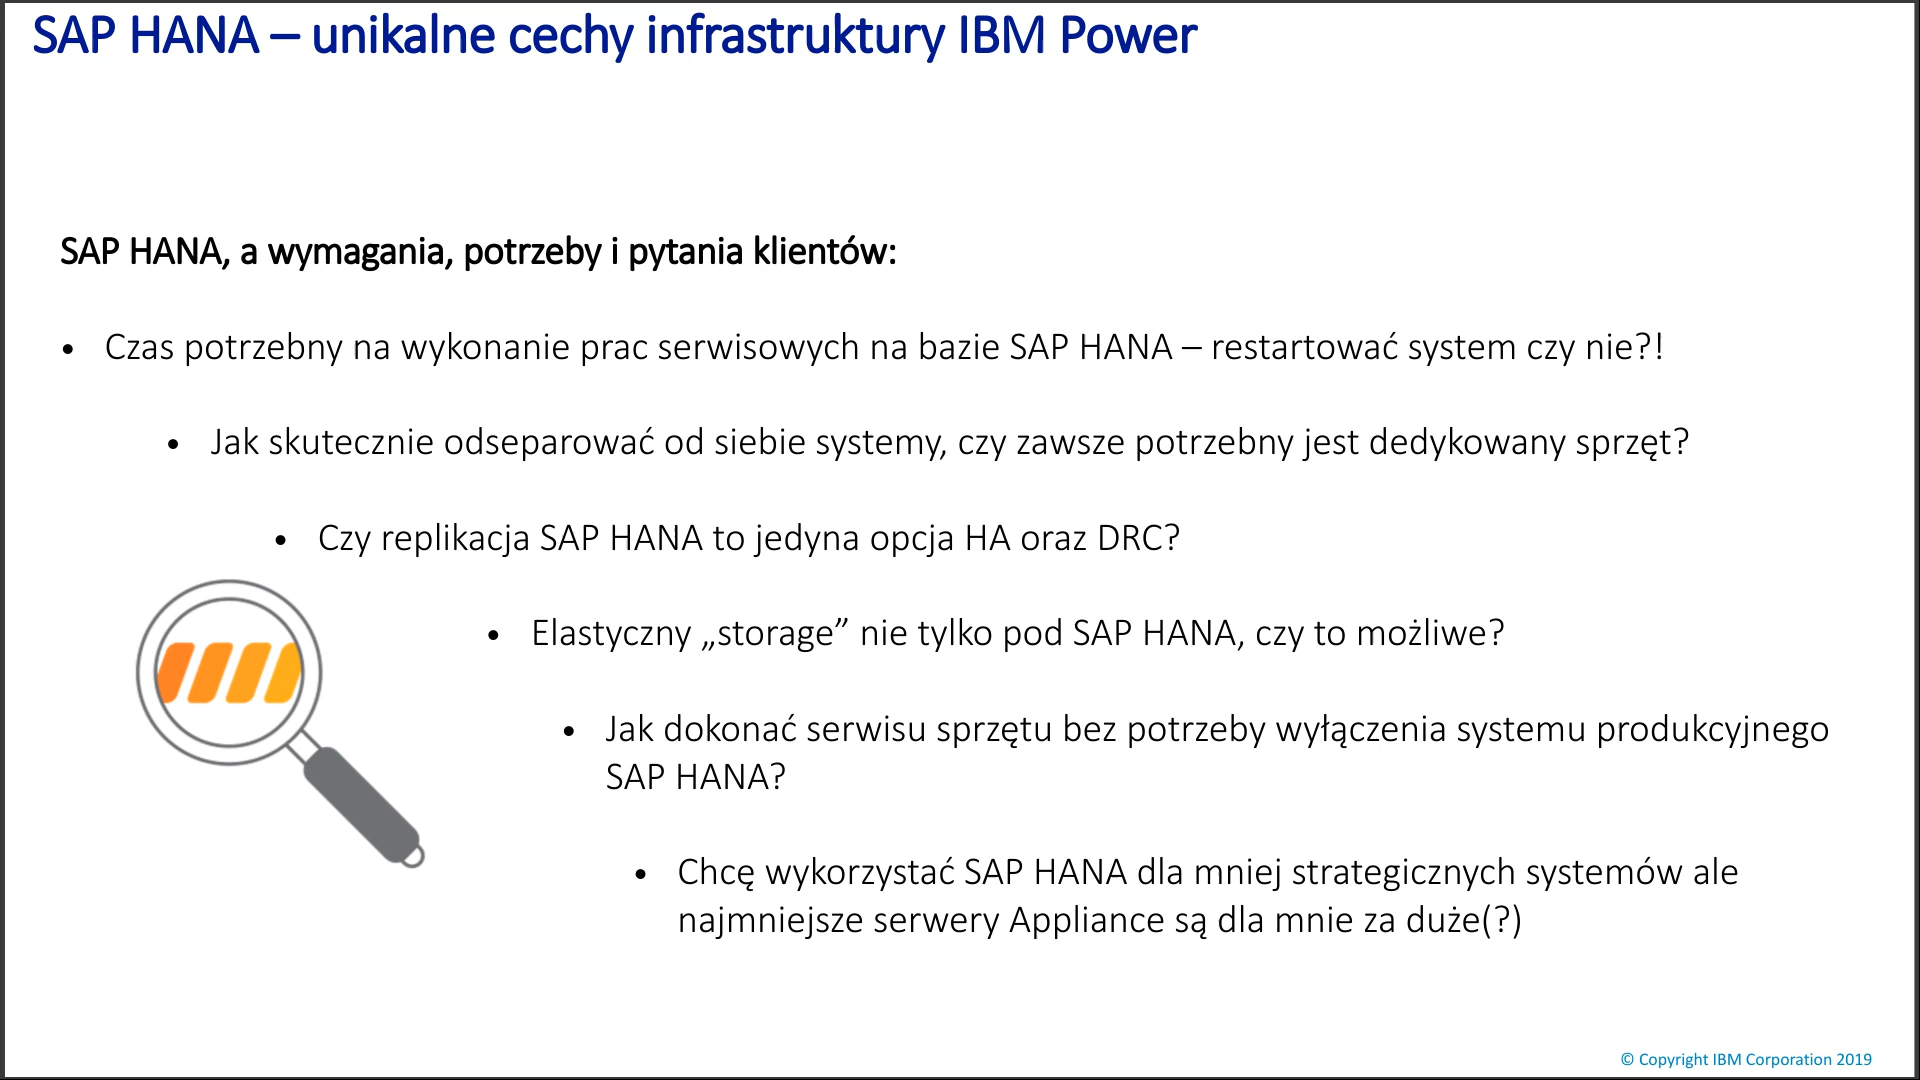 SAP HANA – unikalne cechy infrastruktury IBM Power
SAP HANA, a wymagania, potrzeby i pytania klientów:
• Czas potrzebny na wykonanie prac serwisowych na bazie SAP HANA – restartować system czy nie?!
• Jak skutecznie odseparować od siebie systemy, czy zawsze potrzebny jest dedykowany sprzęt?
• Czy replikacja SAP HANA to jedyna opcja HA oraz DRC?
• Elastyczny „storage” nie tylko pod SAP HANA, czy to możliwe?
• Jak dokonać serwisu sprzętu bez potrzeby wyłączenia systemu produkcyjnego
SAP HANA?
• Chcę wykorzystać SAP HANA dla mniej strategicznych systemów ale
najmniejsze serwery Appliance są dla mnie za duże(?)
© Copyright IBM Corporation 2019